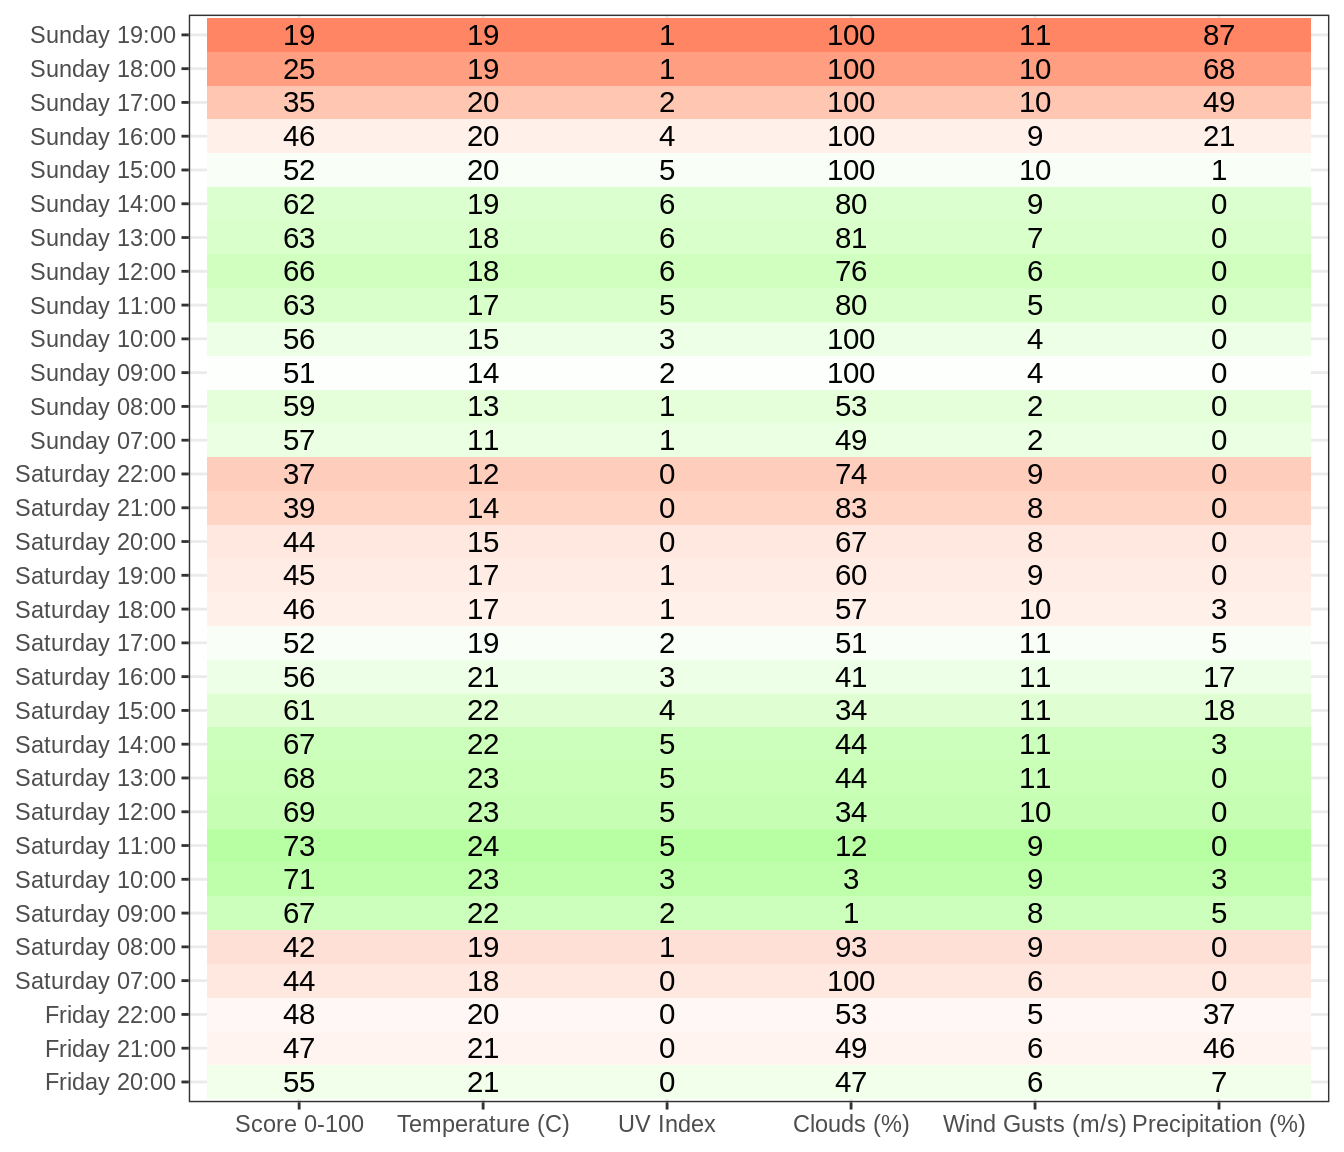 Sunday 19:00 19 19 1 100 11 87
Sunday 18:00 25 19 1 100 10 68
Sunday 17:00 35 20 2 100 10 49
Sunday 16:00 46 20 4 100 9 21
Sunday 15:00 52 20 5 100 10 1
Sunday 14:00 62 19 6 80 9 0
Sunday 13:00 63 18 6 81 7 0
Sunday 12:00 66 18 6 76 6 0
Sunday 11:00 63 17 5 80 5 0
Sunday 10:00 56 15 3 100 4 0
Sunday 09:00 51 14 2 100 4 0
Sunday 08:00 59 13 1 53 2 0
Sunday 07:00 57 11 1 49 2 0
Saturday 22:00 37 12 0 74 9 0
Saturday 21:00 39 14 0 83 8 0
Saturday 20:00 44 15 0 67 8 0
Saturday 19:00 45 17 1 60 9 0
Saturday 18:00 46 17 1 57 10 3
Saturday 17:00 52 19 2 51 11 5
Saturday 16:00 56 21 3 41 11 17
Saturday 15:00 61 22 4 34 11 18
Saturday 14:00 67 22 5 44 11 3
Saturday 13:00 68 23 5 44 11 0
Saturday 12:00 69 23 5 34 10 0
Saturday 11:00 73 24 5 12 9 0
Saturday 10:00 71 23 3 3 9 3
Saturday 09:00 67 22 2 1 8 5
Saturday 08:00 42 19 1 93 9 0
Saturday 07:00 44 18 0 100 6 0
Friday 22:00 48 20 0 53 5 37
Friday 21:00 47 21 0 49 6 46
Friday 20:00 55 21 0 47 6 7
Score 0-100 Temperature (C) UV Index Clouds (%) Wind Gusts (m/s) Precipitation (%)